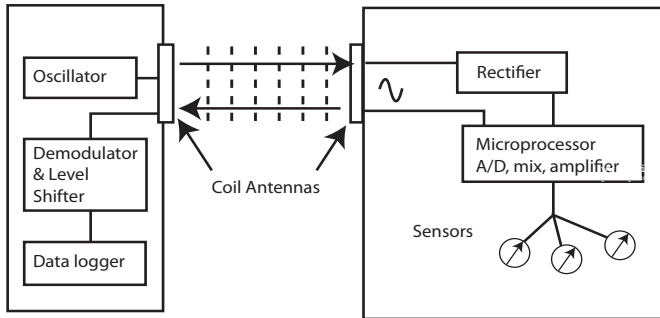 Oscillator
Demodulator
& Level
Shifter
Data logger
Coil Antennas
Rectifier
Microprocessor
A/D, mix, amplifier
Sensors